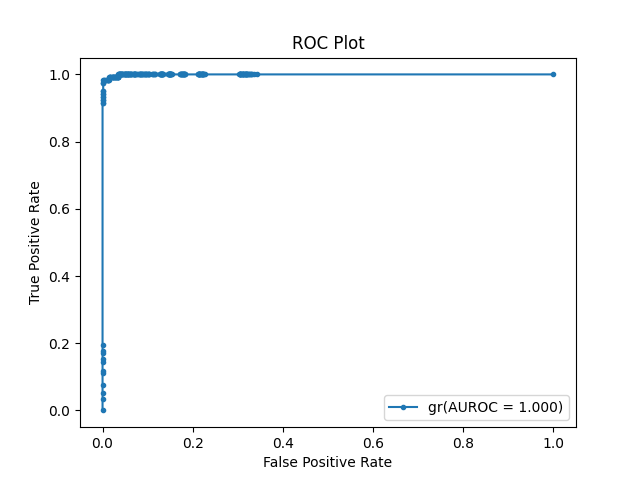 ROC Plot
True Positive Rate
1.0
0.8
0.6
0.4
0.2
0.0
gr(AUROC = 1.000)
0.0 0.2 0.4 0.6 0.8 1.0
False Positive Rate